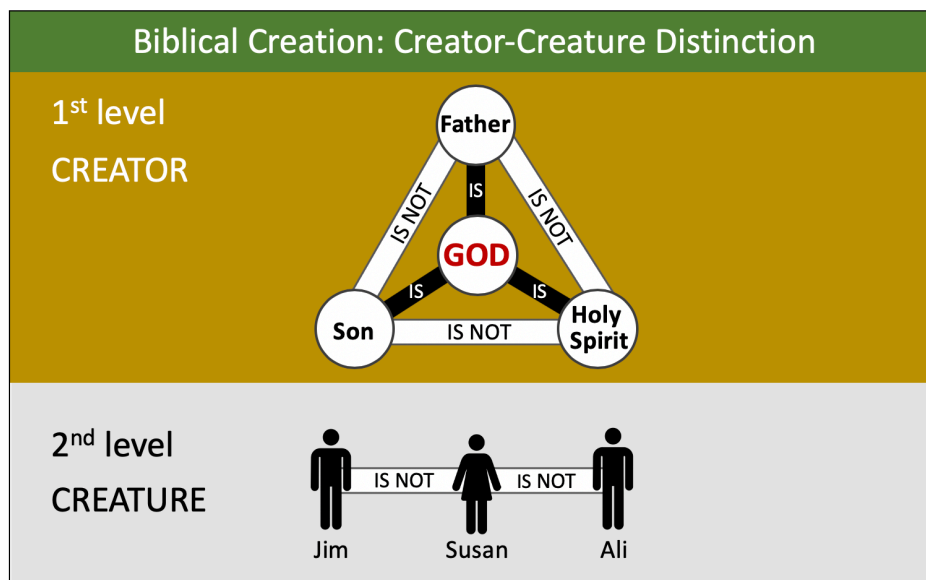 Biblical Creation: Creator-Creature Distinction
1st level
CREATOR
Father
IS NOT
IS
IS NOT
GOD
IS
IS
Son
IS NOT
Holy
Spirit
2nd level
CREATURE
IS NOT
IS NOT
Jim
Susan
Ali